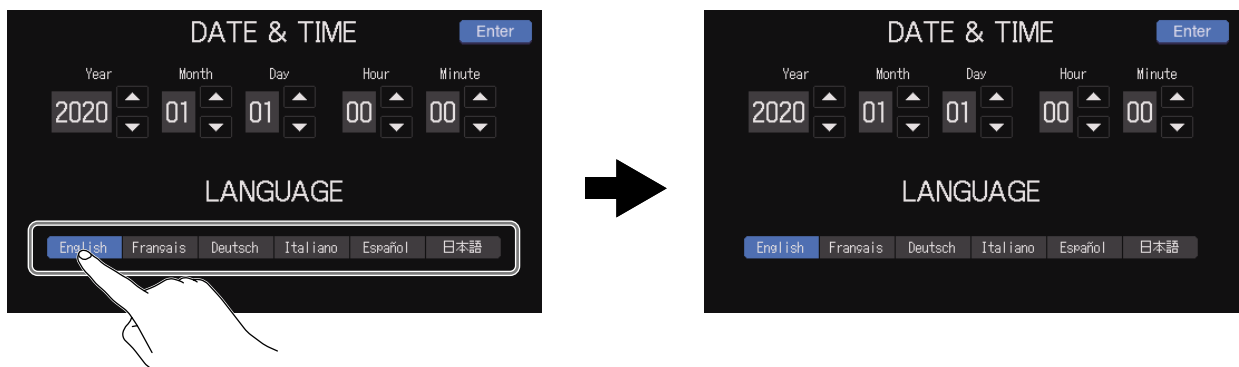 DATE & TIME
Enter
Year Month Day Hour Minute
2020 01 01 00 00
LANGUAGE
English Français Deutsch Italiano Español 日本語
DATE & TIME
Enter
Year Month Day Hour Minute
2020 01 01 00 00
LANGUAGE
English Français Deutsch Italiano Español 日本語